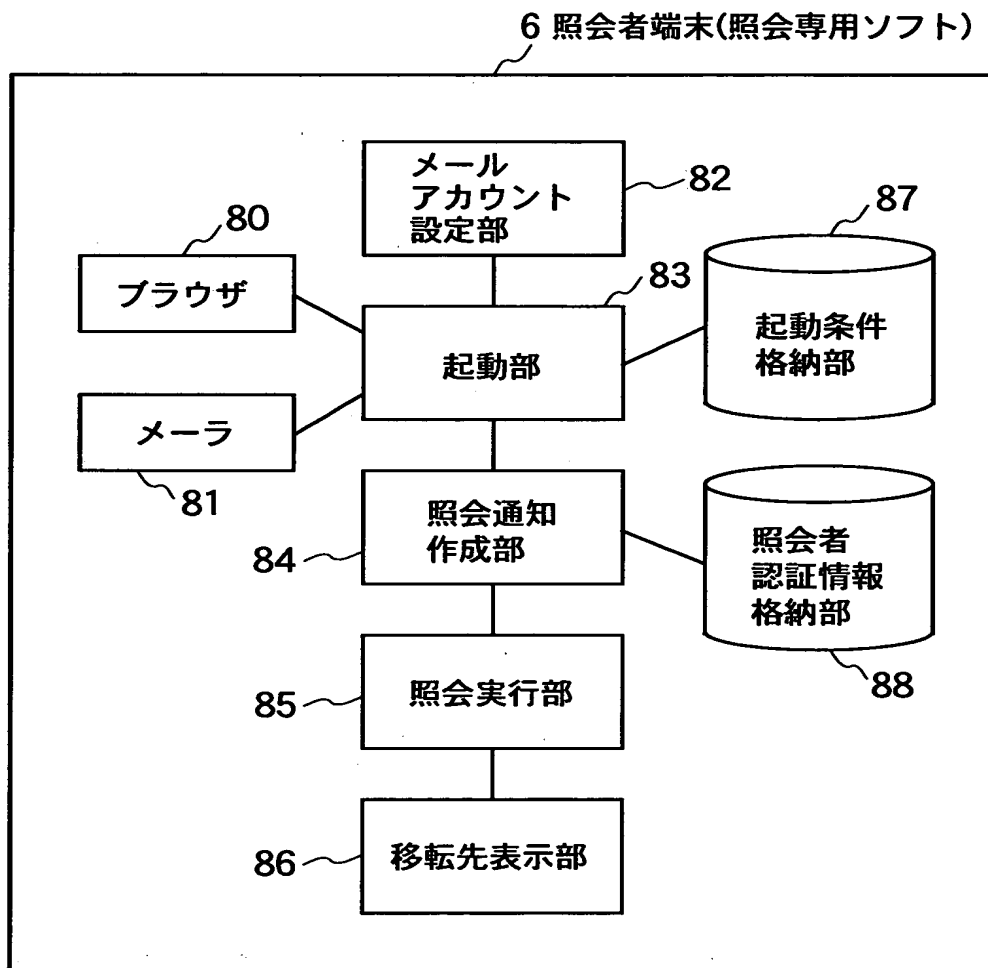 6 照会者端末(照会専用ソフト)
メール
アカウント
設定部
82
87
80
ブラウザ
83
起動部
起動条件
格納部
メーラ
81
照会通知
作成部
84
照会者
認証情報
格納部
88
照会実行部
85
移転先表示部
86